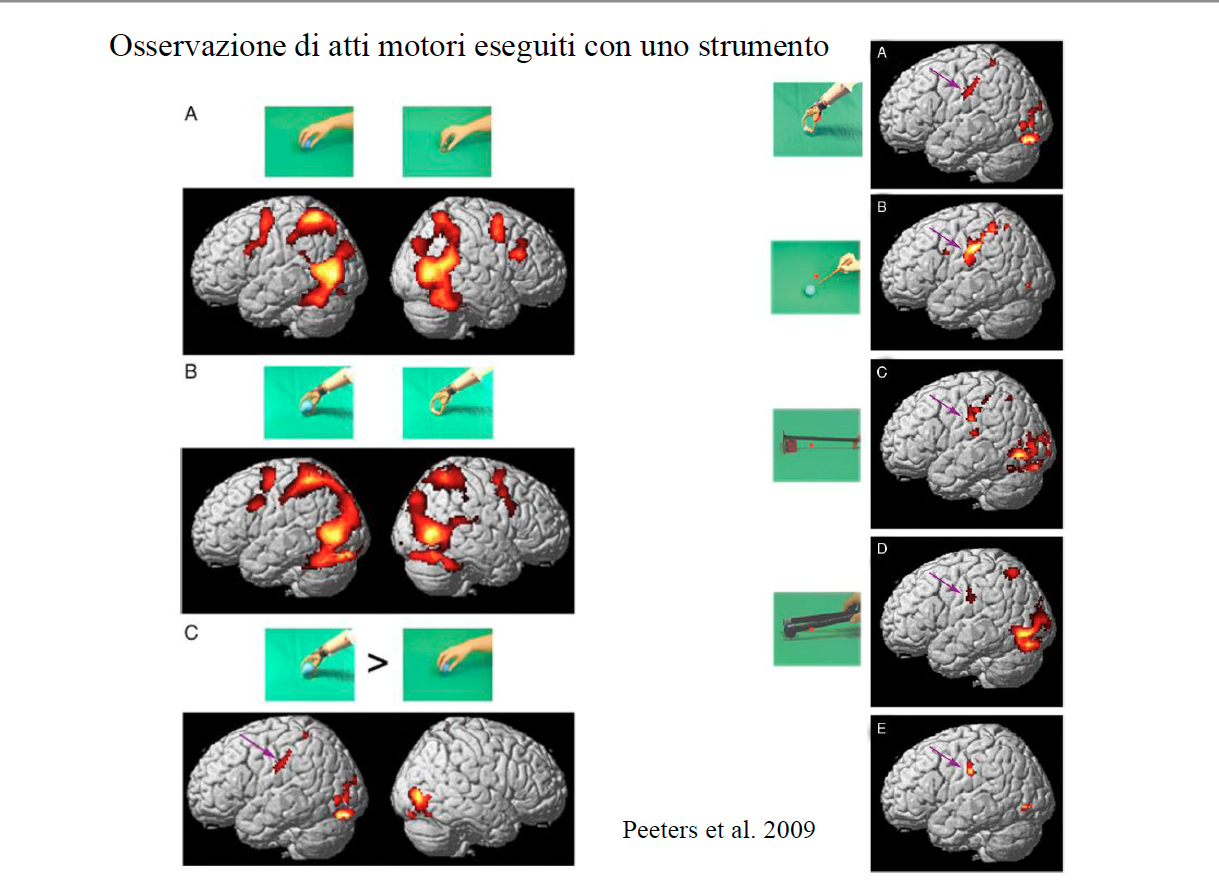 Osservazione di atti motori eseguiti con uno strumento
A
B
C
>
A
B
C
D
E
Peeters et al. 2009